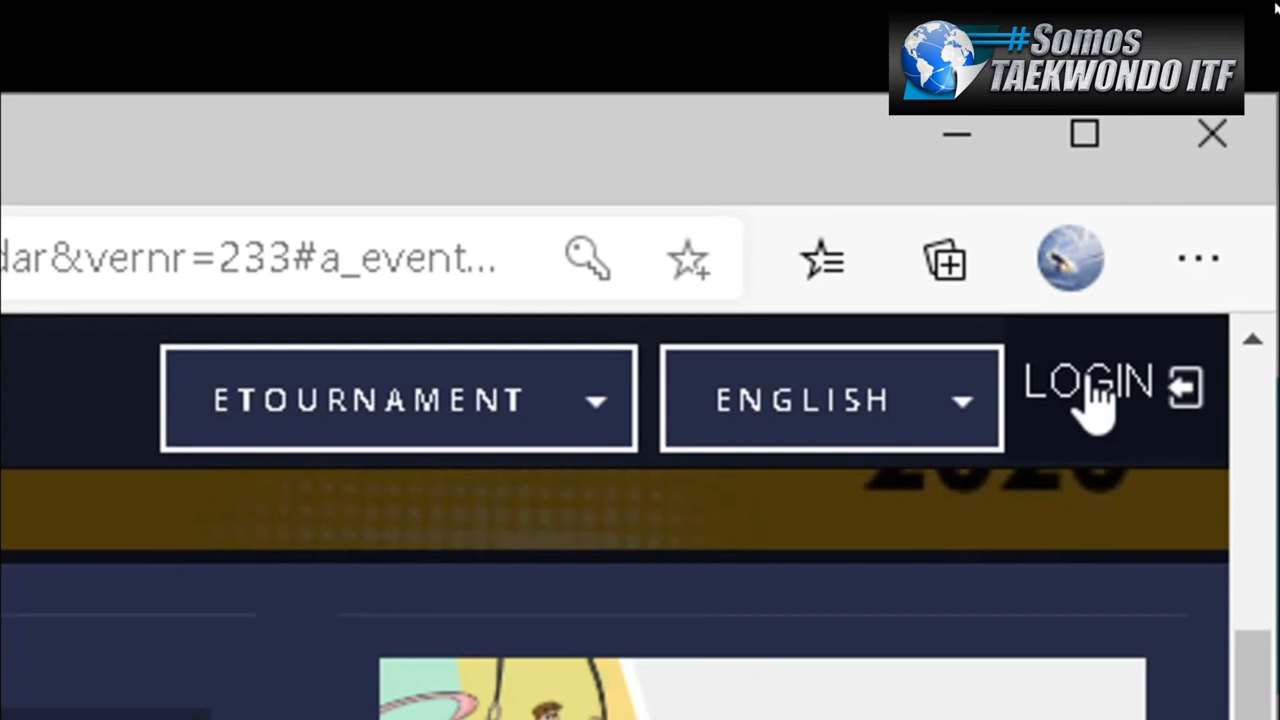 #Somos
TAEKWONDO ITF
dar&vernr=233#a_event...
ETOURNAMENT
ENGLISH
LOGIN